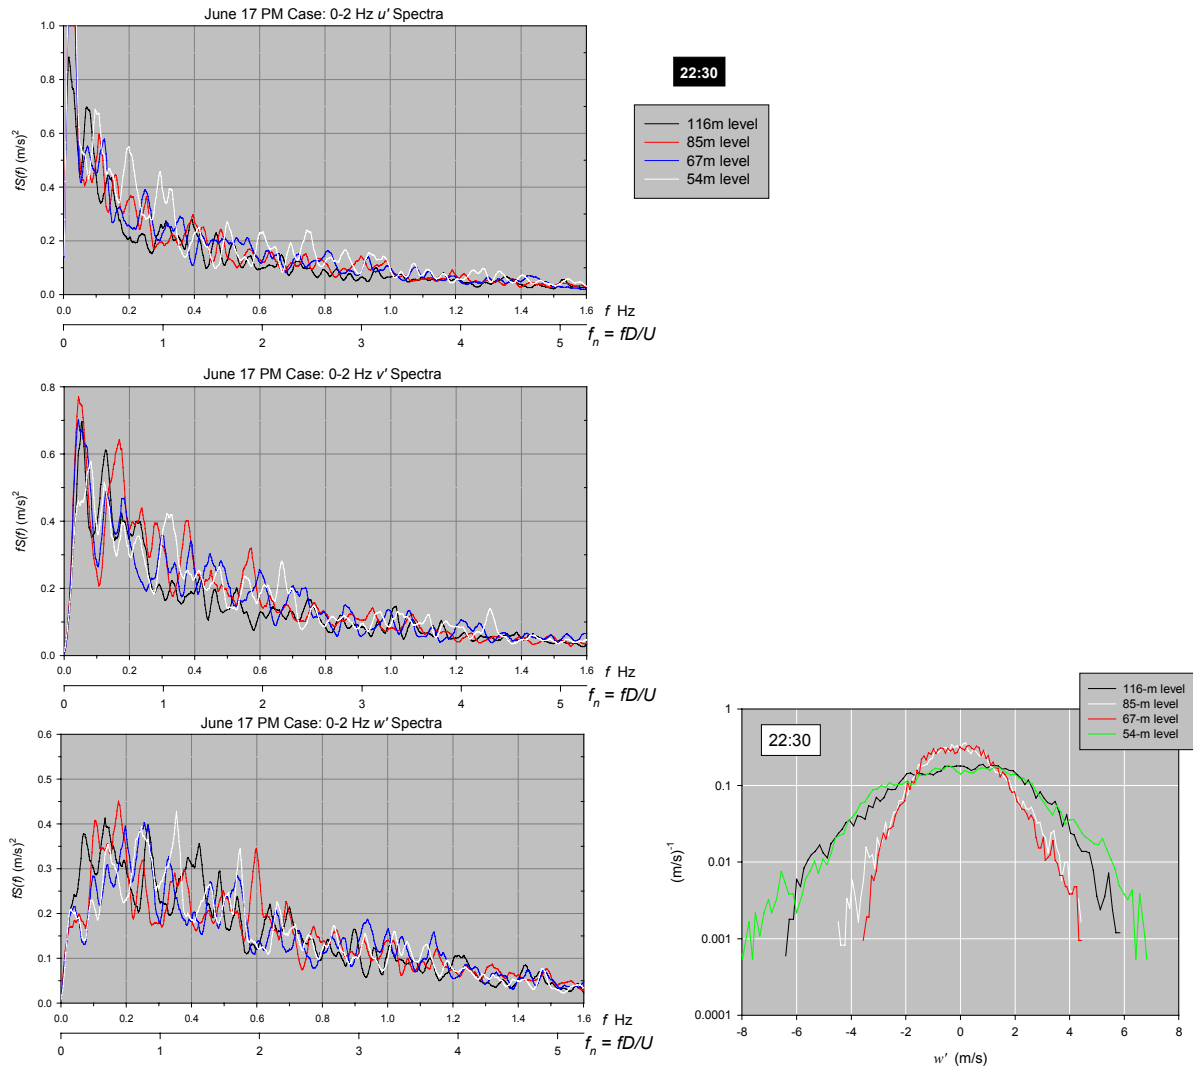 June 17 PM Case: 0-2 Hz u' Spectra
1.0
0.8
0.6
0.4
0.2
0.0
fS(f) (m/s)²
0.0 0.2 0.4 0.6 0.8 1.0 1.2 1.4 1.6
f Hz
0 1 2 3 4 5
fₙ = fD/U
22:30
116m level
85m level
67m level
54m level
June 17 PM Case: 0-2 Hz v' Spectra
0.8
0.6
0.4
0.2
0.0
fS(f) (m/s)²
0.0 0.2 0.4 0.6 0.8 1.0 1.2 1.4 1.6
f Hz
0 1 2 3 4 5
fₙ = fD/U
June 17 PM Case: 0-2 Hz w' Spectra
0.6
0.5
0.4
0.3
0.2
0.1
0.0
fS(f) (m/s)²
0.0 0.2 0.4 0.6 0.8 1.0 1.2 1.4 1.6
f Hz
0 1 2 3 4 5
fₙ = fD/U
116-m level
85-m level
67-m level
54-m level
22:30
1
0.1
0.01
0.001
0.0001
(m/s)⁻¹
-8 -6 -4 -2 0 2 4 6 8
w' (m/s)